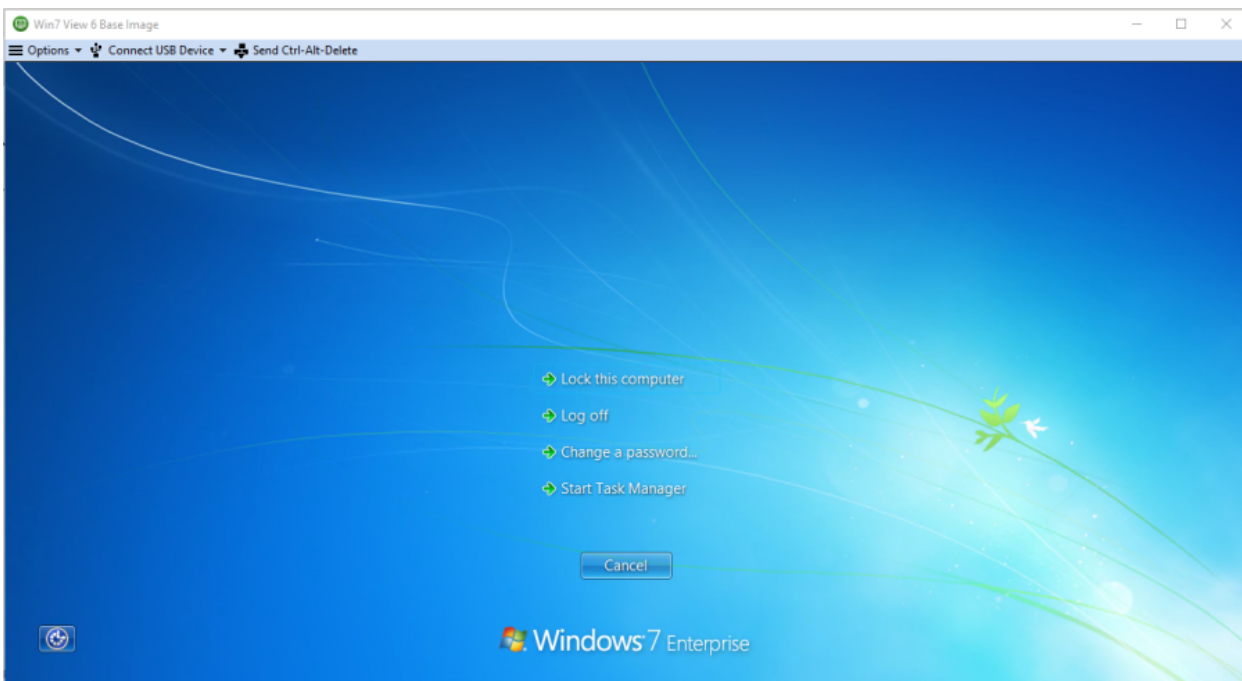 Win7 View 6 Base Image
Options Connect USB Device Send Ctrl-Alt-Delete
Lock this computer
Log off
Change a password...
Start Task Manager
Cancel
Windows 7 Enterprise